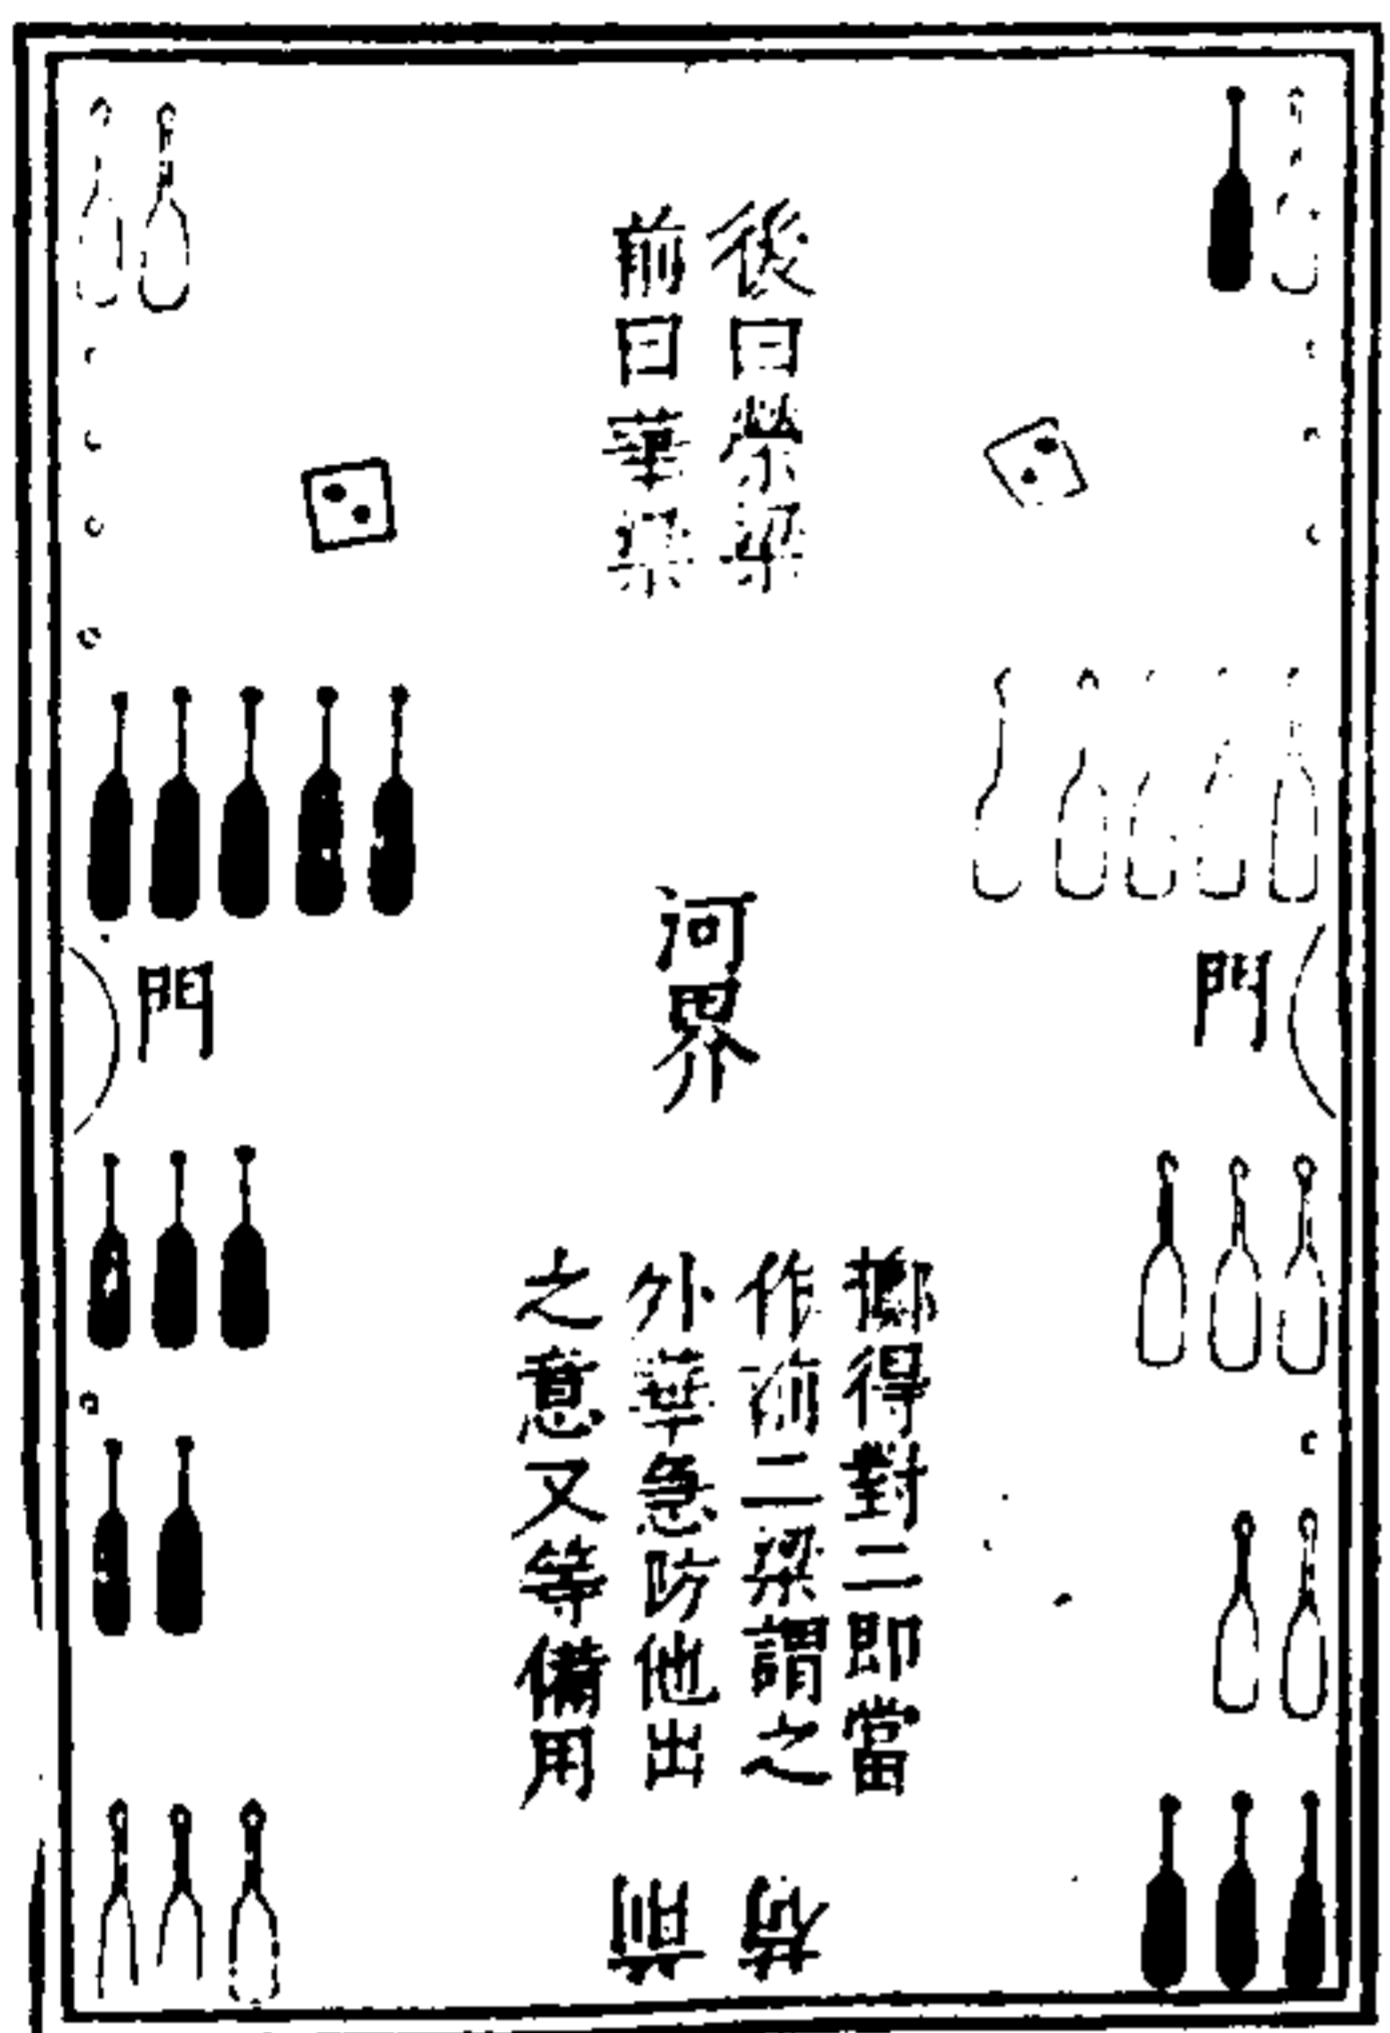 後曰榮梁
前曰華梁
河界
門
門
擲得對二即當
作前二梁謂之
外華急防他出
之意又等備用